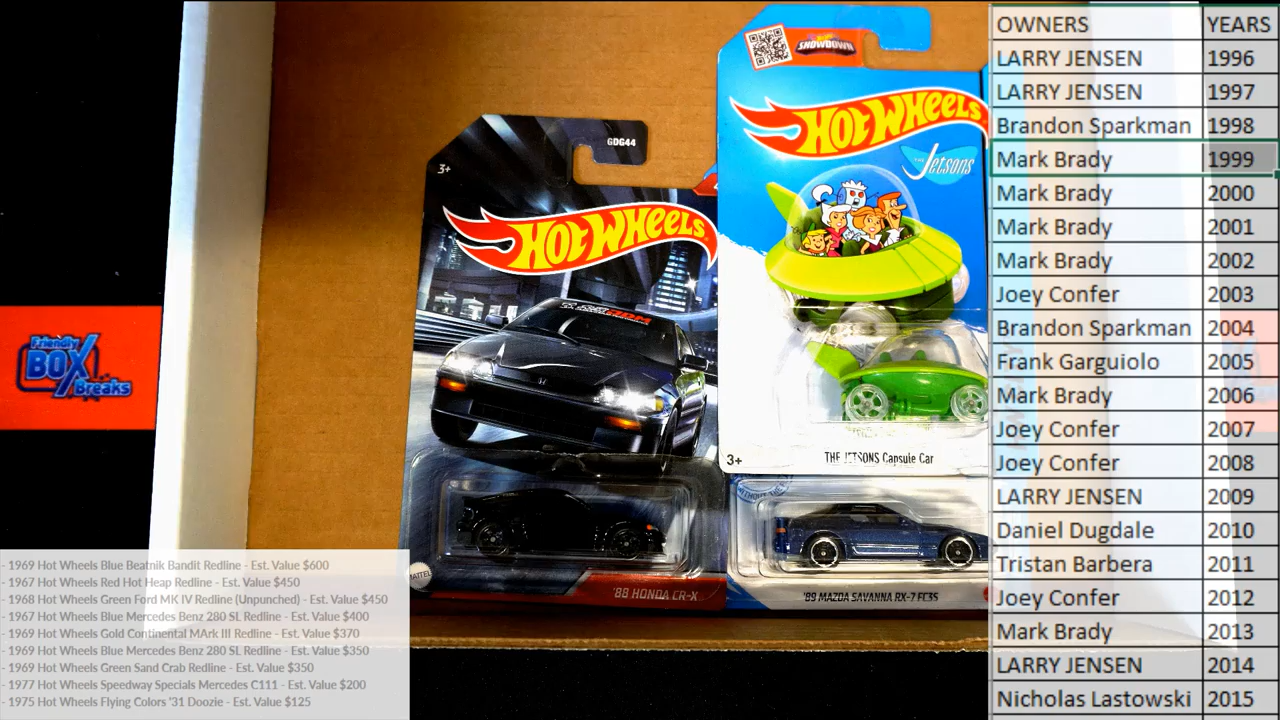 GDG44
3+
HOT WHEELS
'88 HONDA CR-X
MATTEL
SHOWDOWN
HOT WHEELS
THE Jetsons
3+
THE JETSONS Capsule Car
'89 MAZDA SAVANNA RX-7 FC3S
Friendly
BOX
Breaks
- 1969 Hot Wheels Blue Beatnik Bandit Redline - Est. Value $600
- 1967 Hot Wheels Red Hot Heap Redline - Est. Value $450
- 1968 Hot Wheels Green Ford MK IV Redline (Unpunched) - Est. Value $450
- 1967 Hot Wheels Blue Mercedes Benz 280 SL Redline - Est. Value $400
- 1969 Hot Wheels Gold Continental MArk III Redline - Est. Value $370
- 1969 Hot Wheels Blue Mercedes Benz 280 SL Redline - Est. Value $350
- 1969 Hot Wheels Green Sand Crab Redline - Est. Value $350
- 1977 Hot Wheels Speedway Specials Mercedes C111 - Est. Value $200
- 1975 Hot Wheels Flying Colors '31 Doozie - Est. Value $125
OWNERS YEARS
LARRY JENSEN 1996
LARRY JENSEN 1997
Brandon Sparkman 1998
Mark Brady 1999
Mark Brady 2000
Mark Brady 2001
Mark Brady 2002
Joey Confer 2003
Brandon Sparkman 2004
Frank Garguiolo 2005
Mark Brady 2006
Joey Confer 2007
Joey Confer 2008
LARRY JENSEN 2009
Daniel Dugdale 2010
Tristan Barbera 2011
Joey Confer 2012
Mark Brady 2013
LARRY JENSEN 2014
Nicholas Lastowski 2015